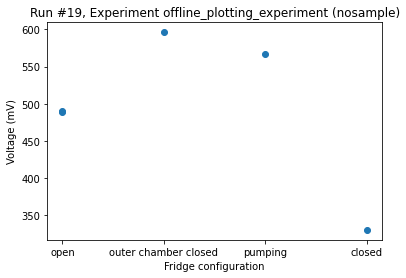 Run #19, Experiment offline_plotting_experiment (nosample)
600
550
500
450
400
350
Voltage (mV)
open outer chamber closed pumping closed
Fridge configuration